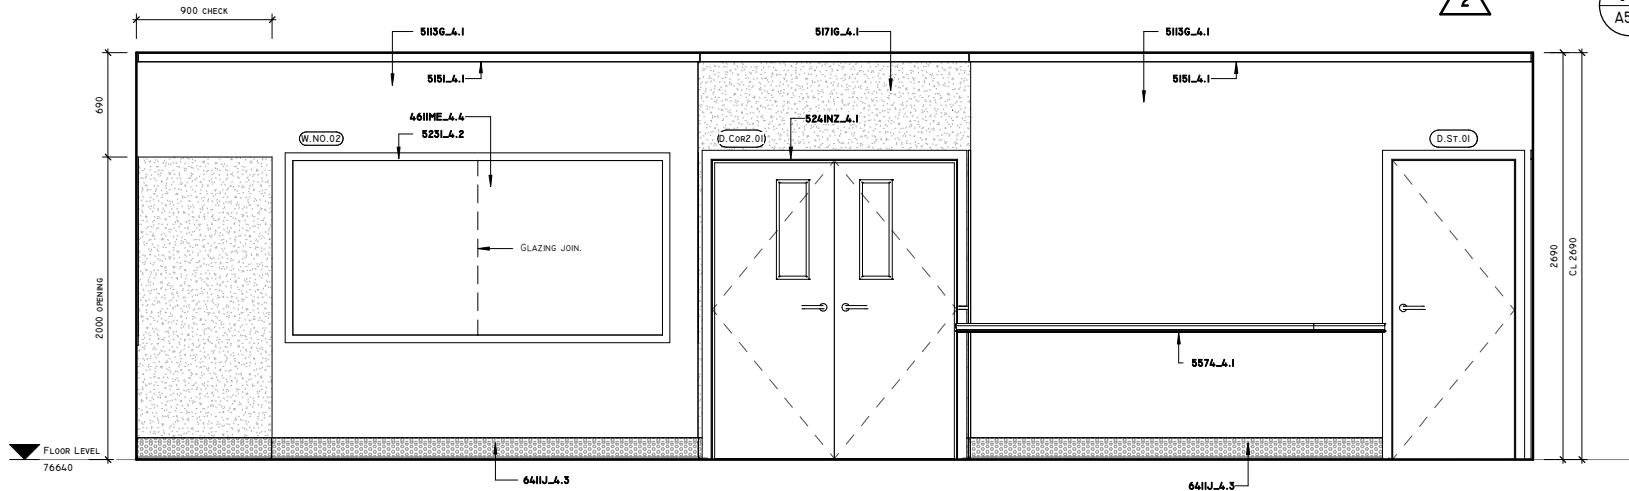 900 CHECK
2
A5
5113G_4.1
5171G_4.1
5113G_4.1
5151_4.1
5151_4.1
690
4611ME_4.4
5231_4.2
5241NZ_4.1
W.NO.02
D.COR2.01
D.ST.01
GLAZING JOIN.
2690
CL 2690
2000 OPENING
5574_4.1
FLOOR LEVEL
76640
6411J_4.3
6411J_4.3